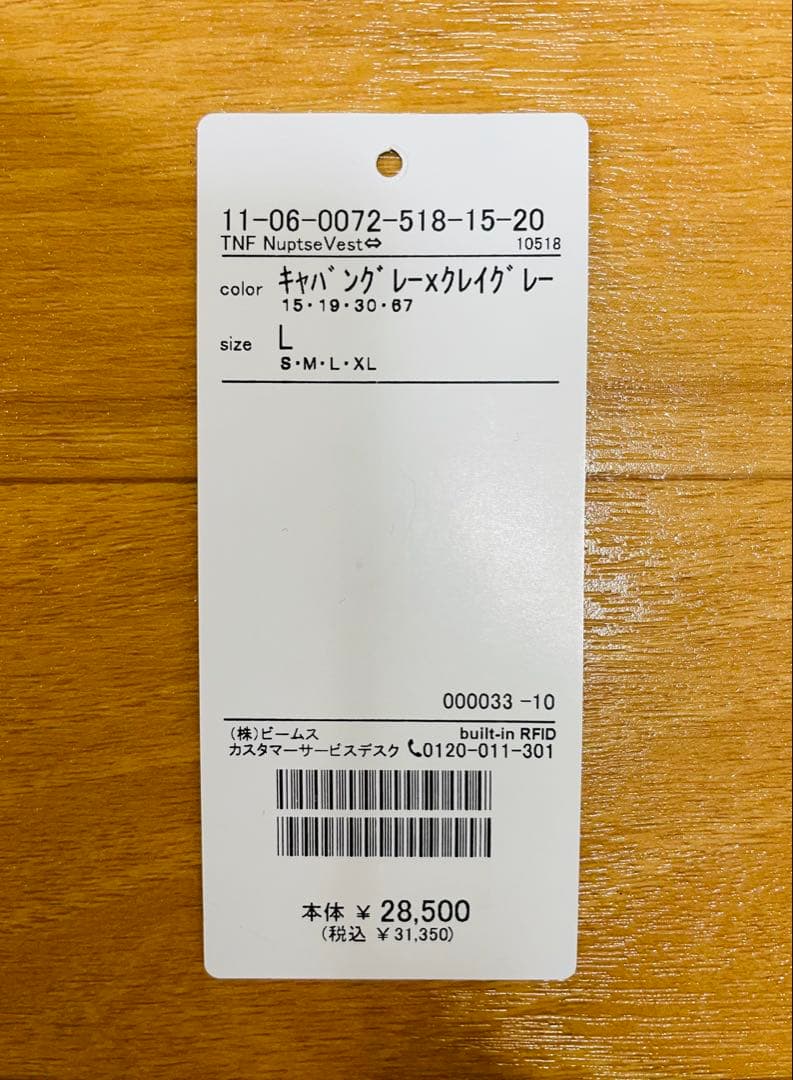 11-06-0072-518-15-20
TNF NuptseVest⇔ 10518
color ｷｬﾊﾞﾝｸﾞﾚｰxｸﾚｲｸﾞﾚｰ
15・19・30・67
size L
S・M・L・XL
000033 -10
(株)ビームス built-in RFID
カスタマーサービスデスク 📞0120-011-301
本体 ¥ 28,500
(税込 ¥31,350)